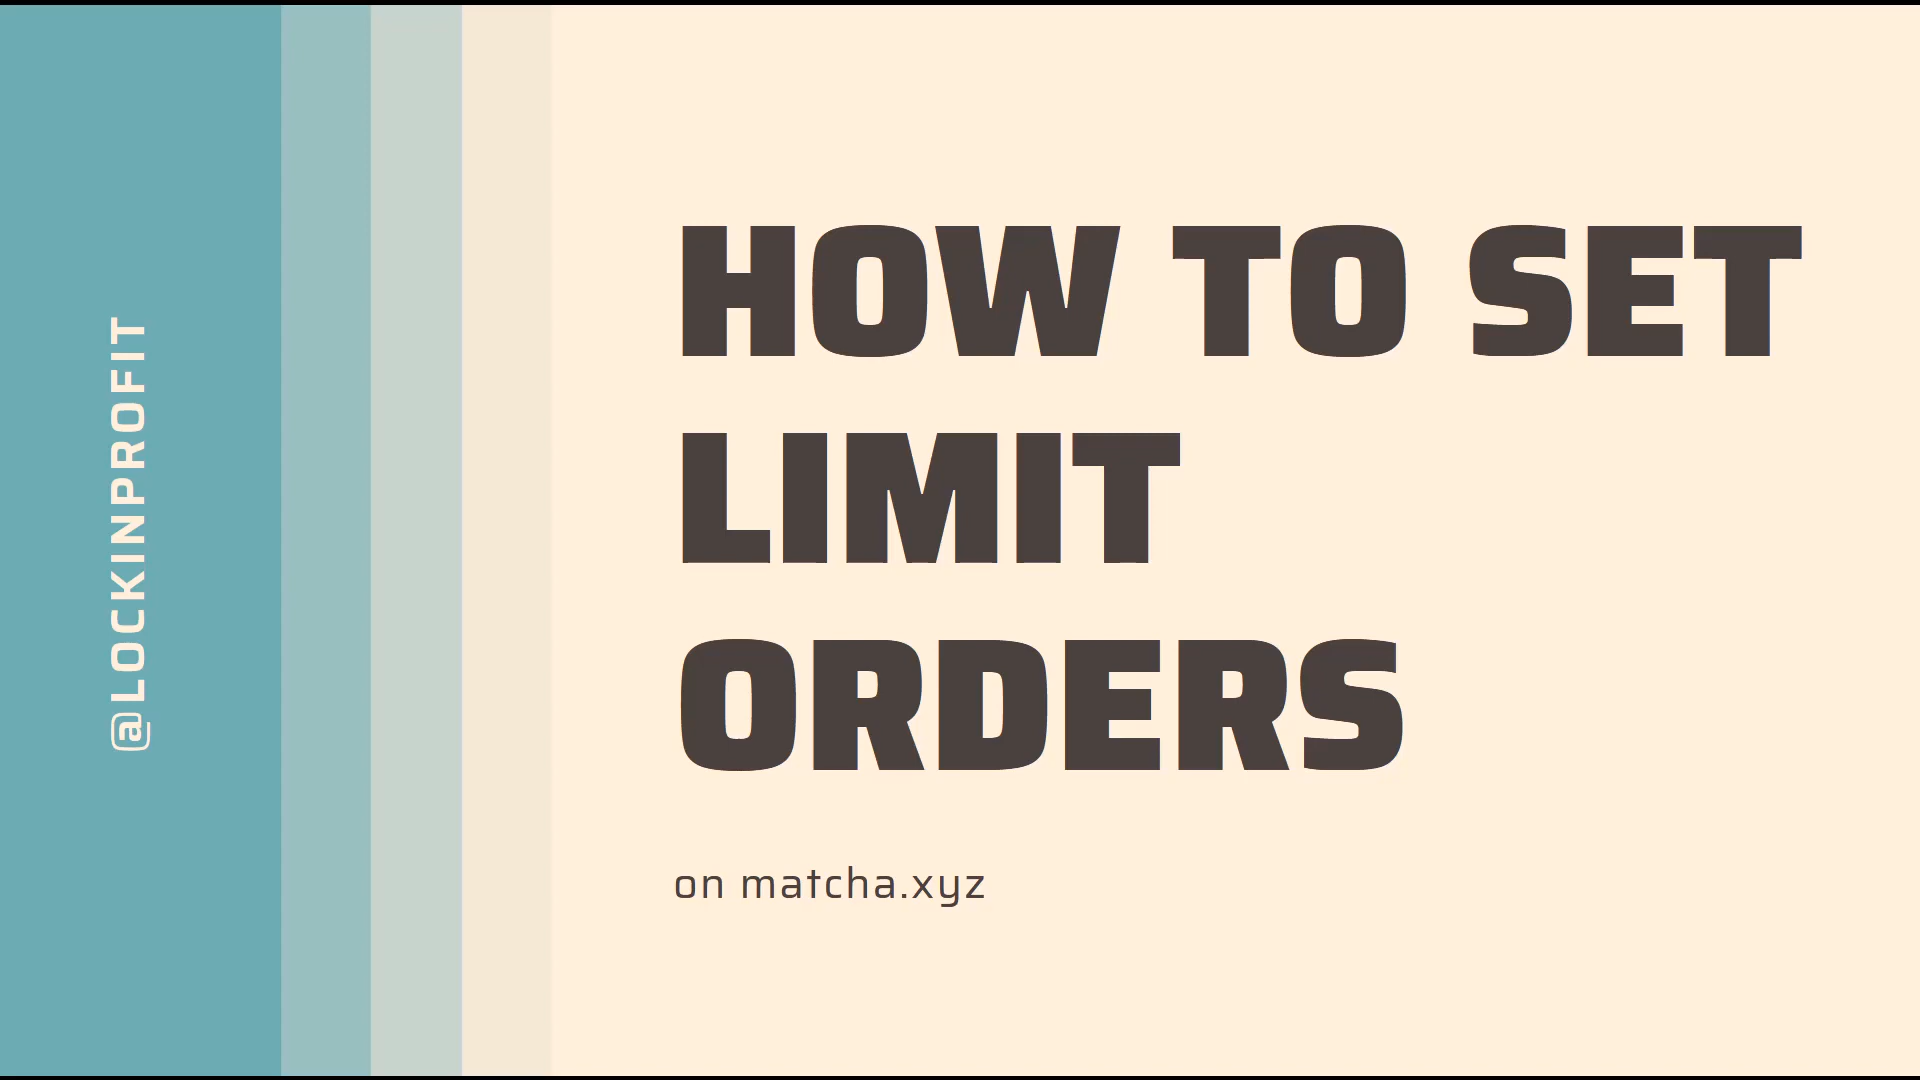 @LOCKINPROFIT
HOW TO SET
LIMIT
ORDERS
on matcha.xyz